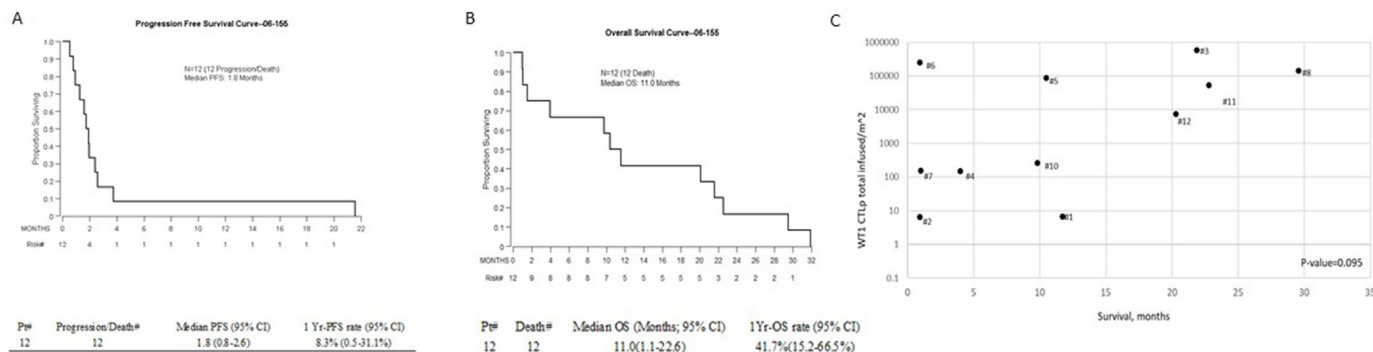 A
Progression Free Survival Curve--06-155
N=12 (12 Progression/Death)
Median PFS: 1.8 Months
Proportion Surviving
1.0
0.9
0.8
0.7
0.6
0.5
0.4
0.3
0.2
0.1
0
MONTHS 0 2 4 6 8 10 12 14 16 18 20 22
Risk# 12 4 1 1 1 1 1 1 1 1 1
Pt# Progression/Death# Median PFS (95% CI) 1 Yr-PFS rate (95% CI)
12 12 1.8 (0.8-2.6) 8.3% (0.5-31.1%)
B
Overall Survival Curve--06-155
N=12 (12 Death)
Median OS: 11.0 Months
Proportion Surviving
1.0
0.9
0.8
0.7
0.6
0.5
0.4
0.3
0.2
0.1
0
MONTHS 0 2 4 6 8 10 12 14 16 18 20 22 24 26 28 30 32
Risk# 12 9 8 8 8 7 5 5 5 5 5 3 2 2 2 1
Pt# Death# Median OS (Months; 95% CI) 1Yr-OS rate (95% CI)
12 12 11.0(1.1-22.6) 41.7%(15.2-66.5%)
C
WT1 CTLp total infused/m^2
1000000
100000
10000
1000
100
10
1
0.1
#3
#6
#8
#5
#11
#12
#10
#7
#4
#2
#1
P-value=0.095
0 5 10 15 20 25 30 35
Survival, months